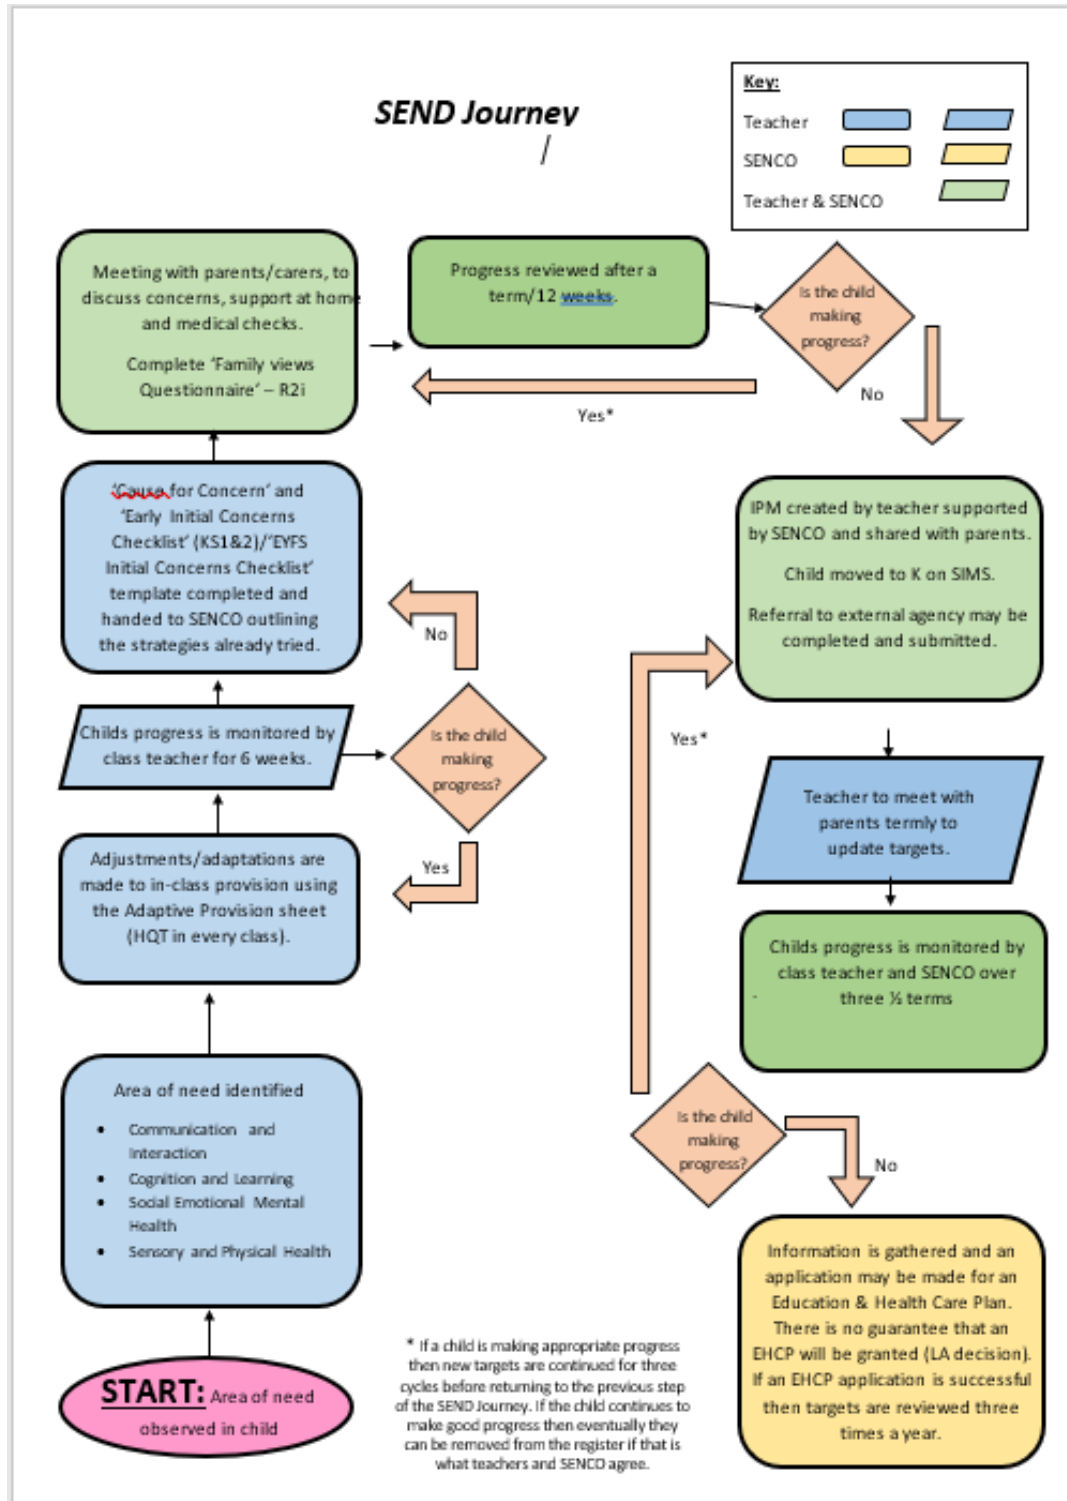 SEND Journey
/
Key:
Teacher
SENCO
Teacher & SENCO
Meeting with parents/carers, to
discuss concerns, support at home
and medical checks.
Complete ‘Family views
Questionnaire’ – R2i
Progress reviewed after a
term/12 weeks.
Is the child
making
progress?
No
Yes*
‘Cause for Concern’ and
‘Early Initial Concerns
Checklist’ (KS1&2)/‘EYFS
Initial Concerns Checklist’
template completed and
handed to SENCO outlining
the strategies already tried.
No
Childs progress is monitored by
class teacher for 6 weeks.
Is the child
making
progress?
Yes
Adjustments/adaptations are
made to in-class provision using
the Adaptive Provision sheet
(HQT in every class).
Area of need identified
• Communication and
Interaction
• Cognition and Learning
• Social Emotional Mental
Health
• Sensory and Physical Health
START: Area of need
observed in child
IPM created by teacher supported
by SENCO and shared with parents.
Child moved to K on SIMS.
Referral to external agency may be
completed and submitted.
Yes*
Teacher to meet with
parents termly to
update targets.
Childs progress is monitored by
class teacher and SENCO over
three ½ terms
Is the child
making
progress?
No
Information is gathered and an
application may be made for an
Education & Health Care Plan.
There is no guarantee that an
EHCP will be granted (LA decision).
If an EHCP application is successful
then targets are reviewed three
times a year.
* If a child is making appropriate progress
then new targets are continued for three
cycles before returning to the previous step
of the SEND Journey. If the child continues to
make good progress then eventually they
can be removed from the register if that is
what teachers and SENCO agree.